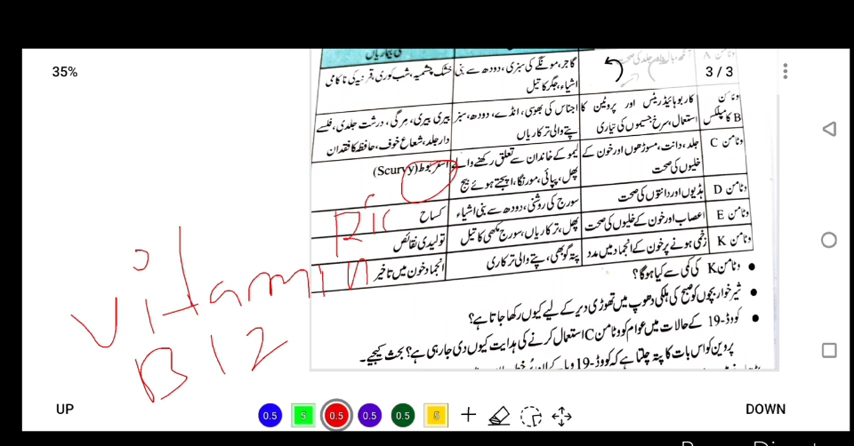 35%
3 / 3
گاجر، مونگے کی سبزی، دودھ سے بنی اشیاء، جگر کا تیل
خشک چشمیہ، شب کوری، قرنیہ کی ناکامی
وٹامن B کامپلکس
کاربوہائیڈریٹس اور پروٹین کا استعمال، سرخ جسیموں کی تیاری
اجناس کی بھوسی، انڈے، دودھ، سبز پتے والی ترکاریاں
بیری بیری، مرگی، درشت جلدی، فلسے دار جلد، شعاع خوف، حافظہ کا فقدان
وٹامن C
جلد، دانت، مسوڑھوں اور خون کے خلیوں کی صحت
لیمو کے خاندان سے تعلق رکھنے والے پھل، پپائی، مورنگا، اپجتے ہوئے بیج
اسقربوط (Scurvy)
وٹامن D
ہڈیوں اور دانتوں کی صحت
سورج کی روشنی، دودھ سے بنی اشیاء
کساح
Ric
وٹامن E
اعصاب اور خون کے خلیوں کی صحت
پھل، ترکاریاں، سورج مکھی کا تیل
تولیدی نقائص
وٹامن K
زخمی ہونے پر خون کے انجماد میں مدد
پتہ گوبھی، پتے والی ترکاری
انجماد خون میں تاخیر
vitamin
B12
• وٹامن K کی کمی سے کیا ہوگا؟
• شیر خوار بچوں کو صبح کی ہلکی دھوپ میں تھوڑی دیر کے لیے کیوں رکھا جاتا ہے؟
• کووڈ-19 کے حالات میں عوام کو وٹامن C استعمال کرنے کی ہدایت کیوں دی جارہی ہے؟ بحث کیجیے۔
UP
0.5
5
0.5
0.5
0.5
DOWN